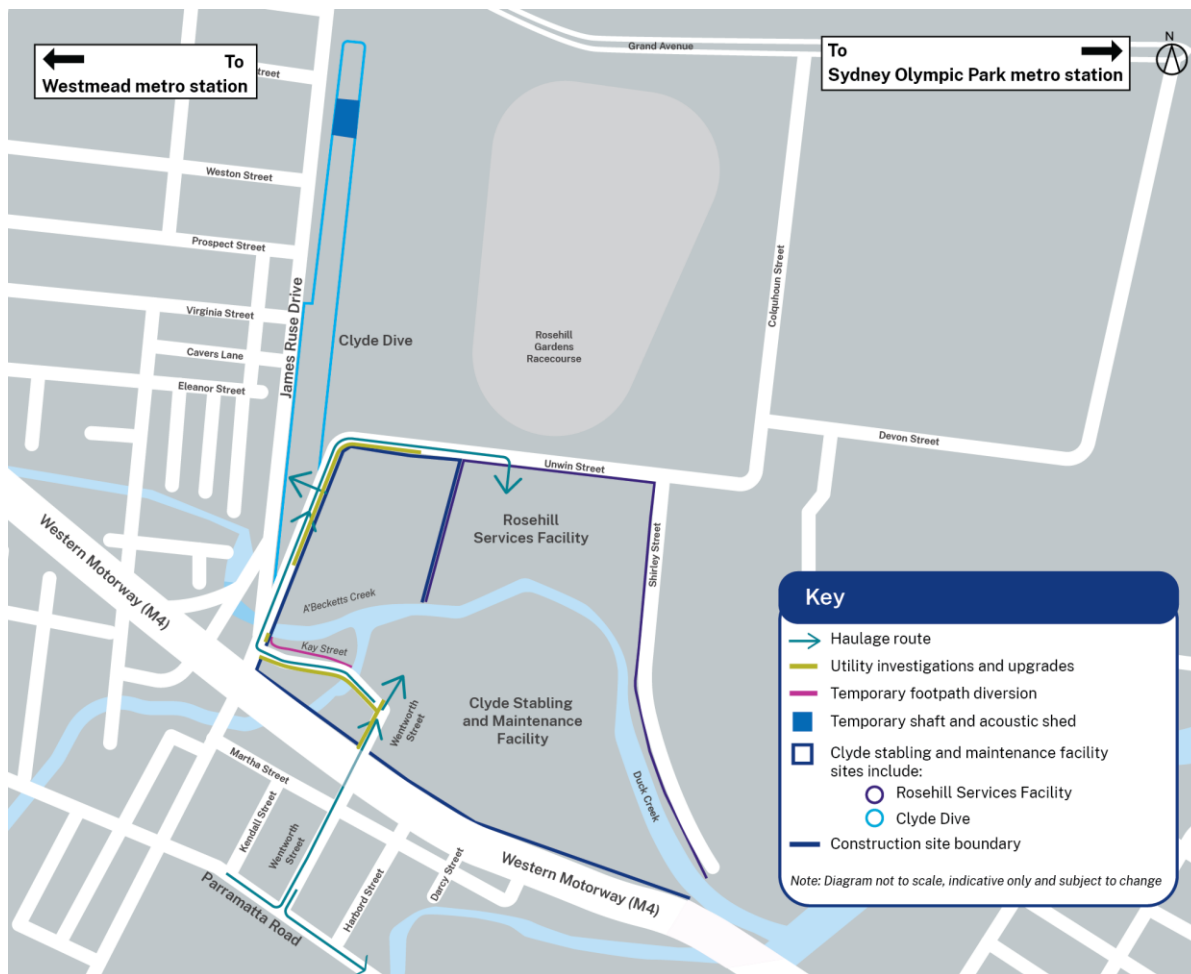 To
Westmead metro station
Street
Grand Avenue
To
Sydney Olympic Park metro station
N
Weston Street
Prospect Street
James Ruse Drive
Virginia Street
Cavers Lane
Eleanor Street
Clyde Dive
Rosehill
Gardens
Racecourse
Colquhoun Street
Devon Street
Unwin Street
Rosehill
Services Facility
Shirley Street
Western Motorway (M4)
A'Becketts Creek
Kay Street
Wentworth
Street
Clyde Stabling
and Maintenance
Facility
Duck Creek
Martha Street
Kendall Street
Wentworth
Street
Harbord Street
Darcy Street
Parramatta Road
Western Motorway (M4)
Key
Haulage route
Utility investigations and upgrades
Temporary footpath diversion
Temporary shaft and acoustic shed
Clyde stabling and maintenance facility
sites include:
Rosehill Services Facility
Clyde Dive
Construction site boundary
Note: Diagram not to scale, indicative only and subject to change